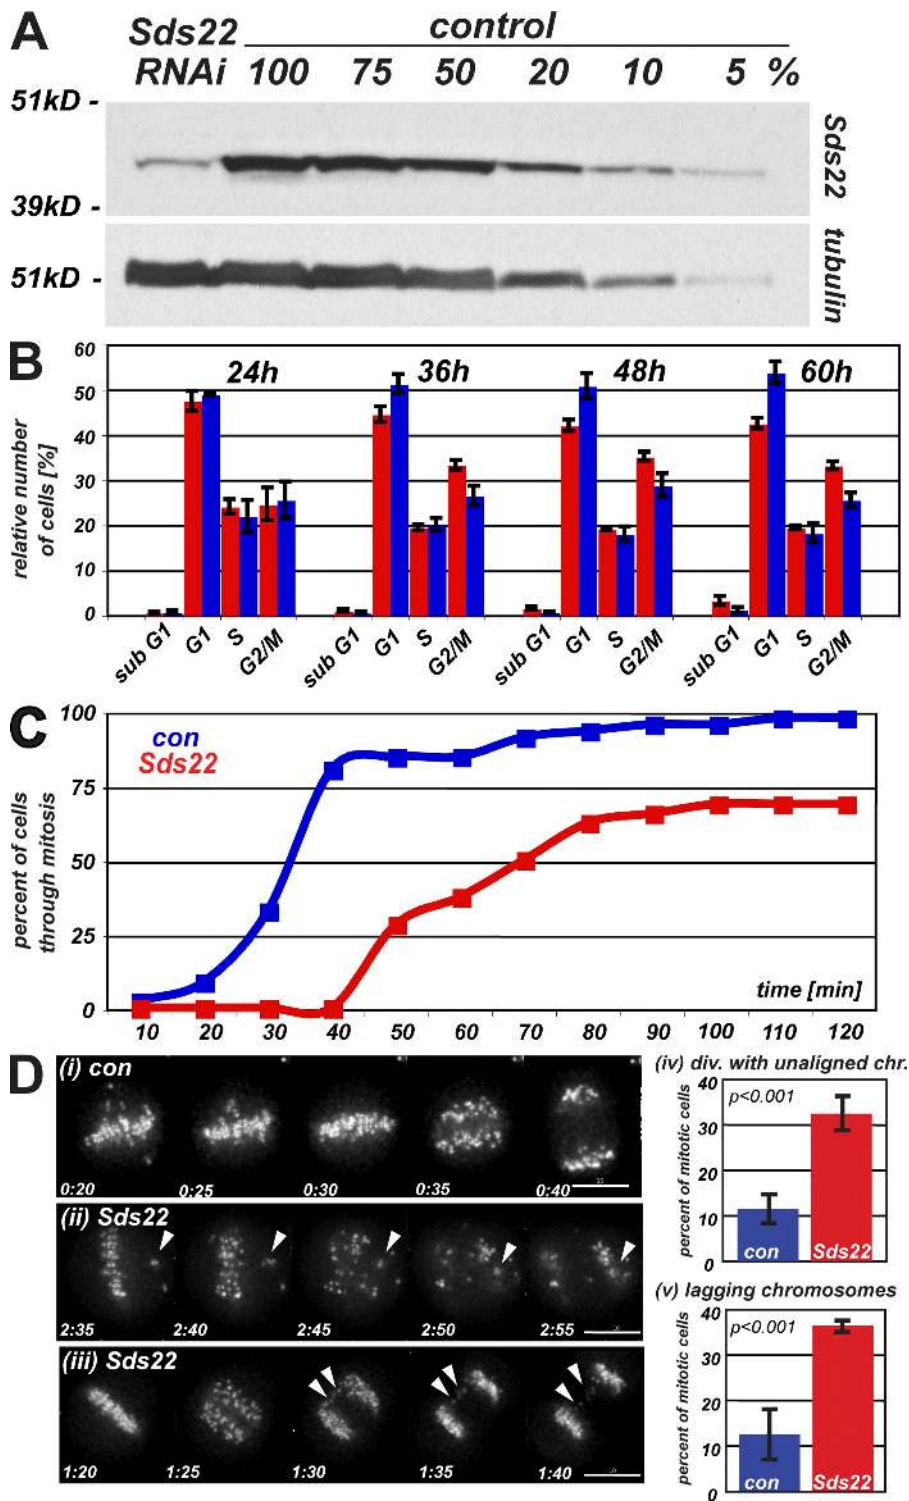 A
Sds22 control
RNAi 100 75 50 20 10 5 %
51kD -
39kD -
Sds22
51kD -
tubulin
B
60
50
40
30
20
10
0
relative number
of cells [%]
24h 36h 48h 60h
sub G1 G1 S G2/M sub G1 G1 S G2/M sub G1 G1 S G2/M sub G1 G1 S G2/M
C
100
75
50
25
0
percent of cells
through mitosis
con
Sds22
time [min]
10 20 30 40 50 60 70 80 90 100 110 120
D
(i) con
0:20 0:25 0:30 0:35 0:40
(ii) Sds22
2:35 2:40 2:45 2:50 2:55
(iii) Sds22
1:20 1:25 1:30 1:35 1:40
(iv) div. with unaligned chr.
40
30
20
10
0
percent of mitotic cells
p<0.001
con Sds22
(v) lagging chromosomes
40
30
20
10
0
percent of mitotic cells
p<0.001
con Sds22